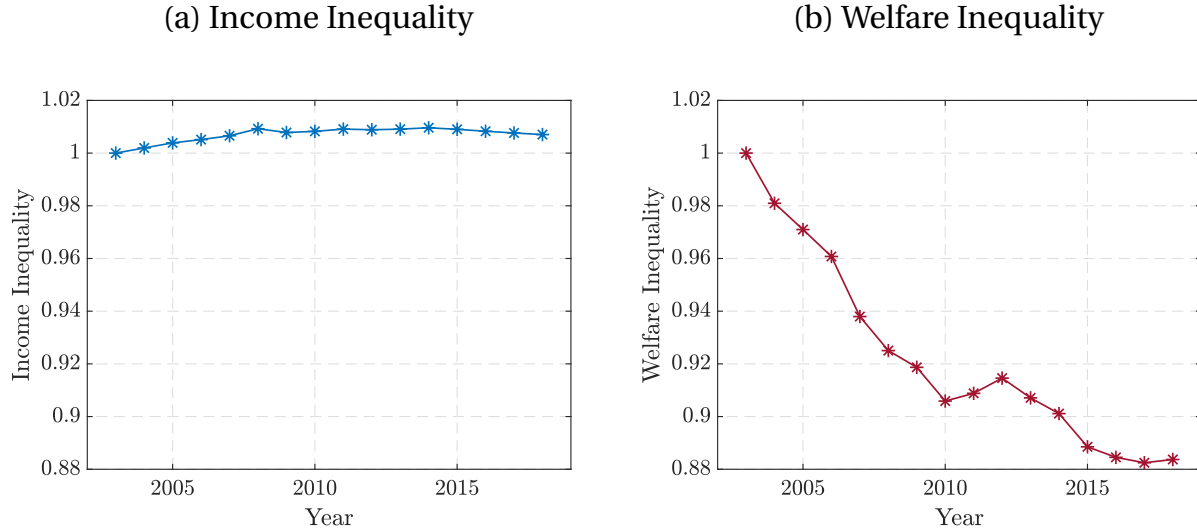 (a) Income Inequality
1.02
1
0.98
0.96
0.94
0.92
0.9
0.88
Income Inequality
2005 2010 2015
Year
(b) Welfare Inequality
1.02
1
0.98
0.96
0.94
0.92
0.9
0.88
Welfare Inequality
2005 2010 2015
Year